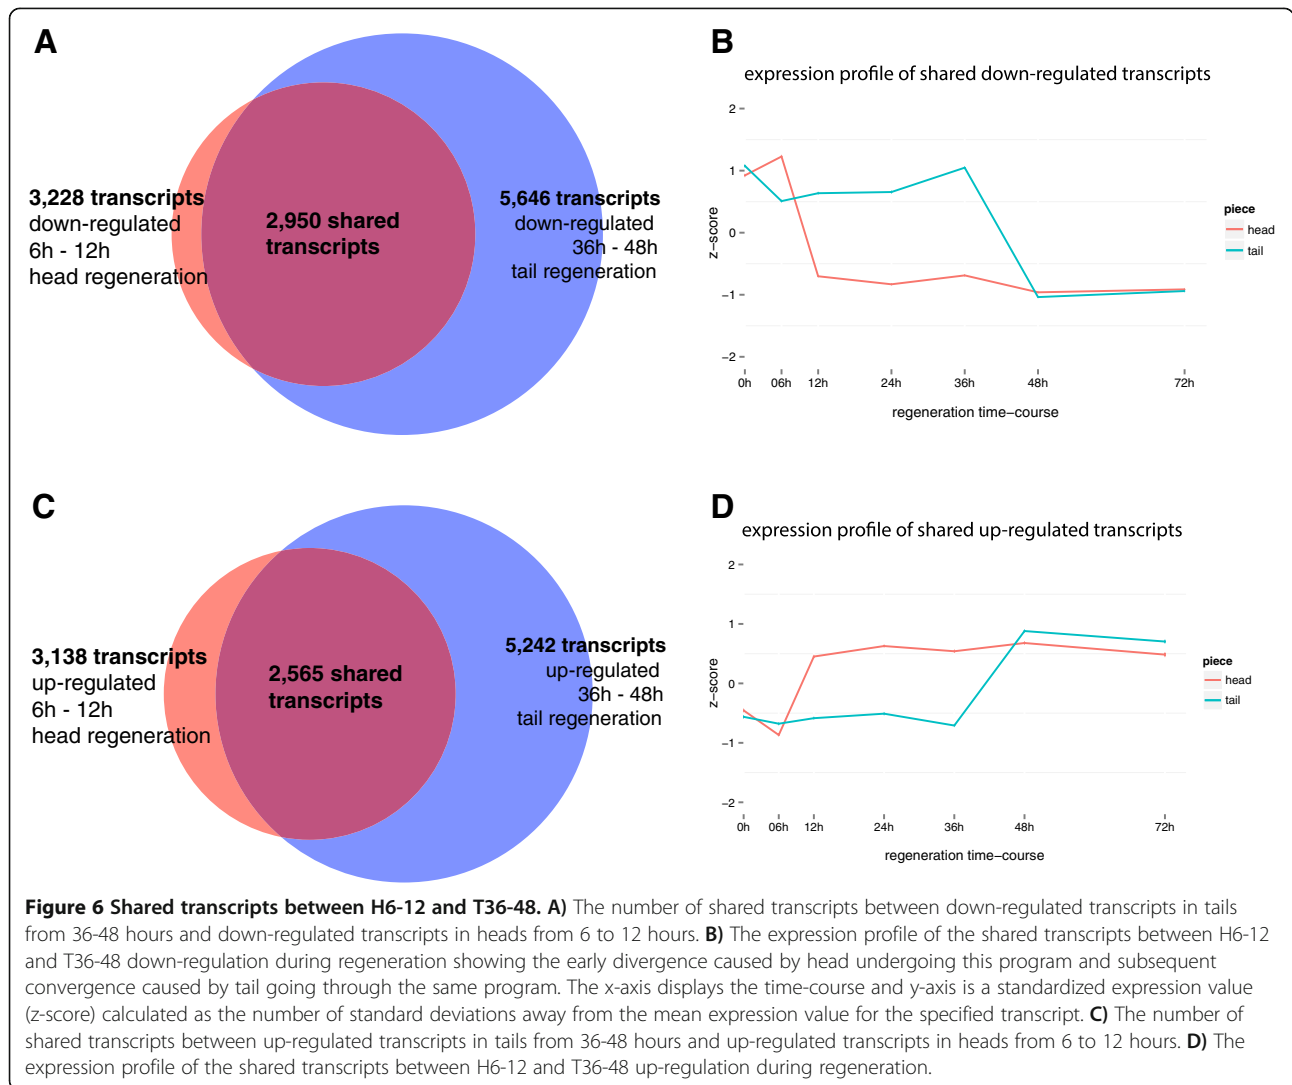 A
3,228 transcripts
down-regulated
6h - 12h
head regeneration
2,950 shared
transcripts
5,646 transcripts
down-regulated
36h - 48h
tail regeneration
B
expression profile of shared down-regulated transcripts
2
1
0
−1
−2
z−score
0h 06h 12h 24h 36h 48h 72h
regeneration time−course
piece
head
tail
C
3,138 transcripts
up-regulated
6h - 12h
head regeneration
2,565 shared
transcripts
5,242 transcripts
up-regulated
36h - 48h
tail regeneration
D
expression profile of shared up-regulated transcripts
2
1
0
−1
−2
z−score
0h 06h 12h 24h 36h 48h 72h
regeneration time−course
piece
head
tail
Figure 6 Shared transcripts between H6-12 and T36-48. A) The number of shared transcripts between down-regulated transcripts in tails
from 36-48 hours and down-regulated transcripts in heads from 6 to 12 hours. B) The expression profile of the shared transcripts between H6-12
and T36-48 down-regulation during regeneration showing the early divergence caused by head undergoing this program and subsequent
convergence caused by tail going through the same program. The x-axis displays the time-course and y-axis is a standardized expression value
(z-score) calculated as the number of standard deviations away from the mean expression value for the specified transcript. C) The number of
shared transcripts between up-regulated transcripts in tails from 36-48 hours and up-regulated transcripts in heads from 6 to 12 hours. D) The
expression profile of the shared transcripts between H6-12 and T36-48 up-regulation during regeneration.